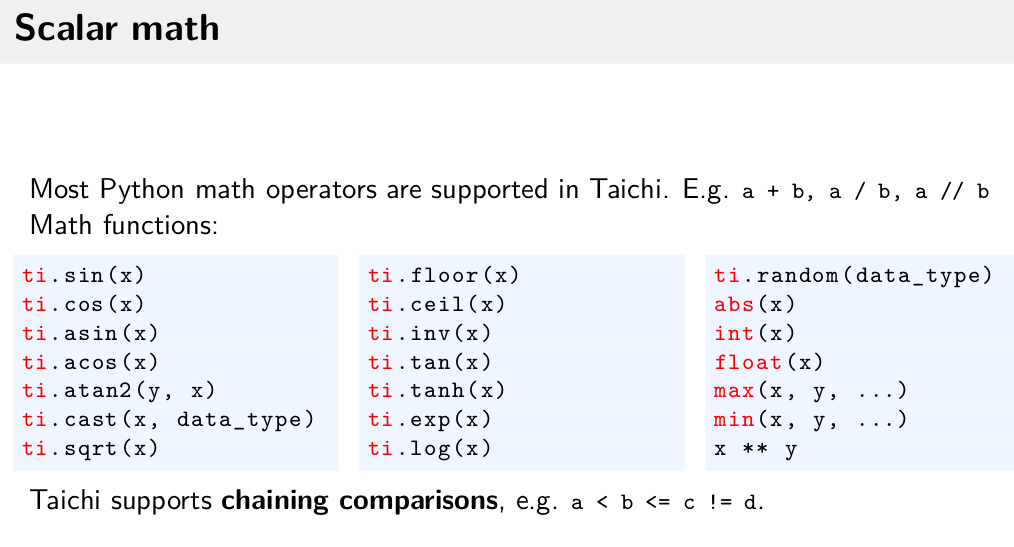 Scalar math
Most Python math operators are supported in Taichi. E.g. a + b, a / b, a // b
Math functions:
ti.sin(x)
ti.cos(x)
ti.asin(x)
ti.acos(x)
ti.atan2(y, x)
ti.cast(x, data_type)
ti.sqrt(x)
ti.floor(x)
ti.ceil(x)
ti.inv(x)
ti.tan(x)
ti.tanh(x)
ti.exp(x)
ti.log(x)
ti.random(data_type)
abs(x)
int(x)
float(x)
max(x, y, ...)
min(x, y, ...)
x ** y
Taichi supports chaining comparisons, e.g. a < b <= c != d.